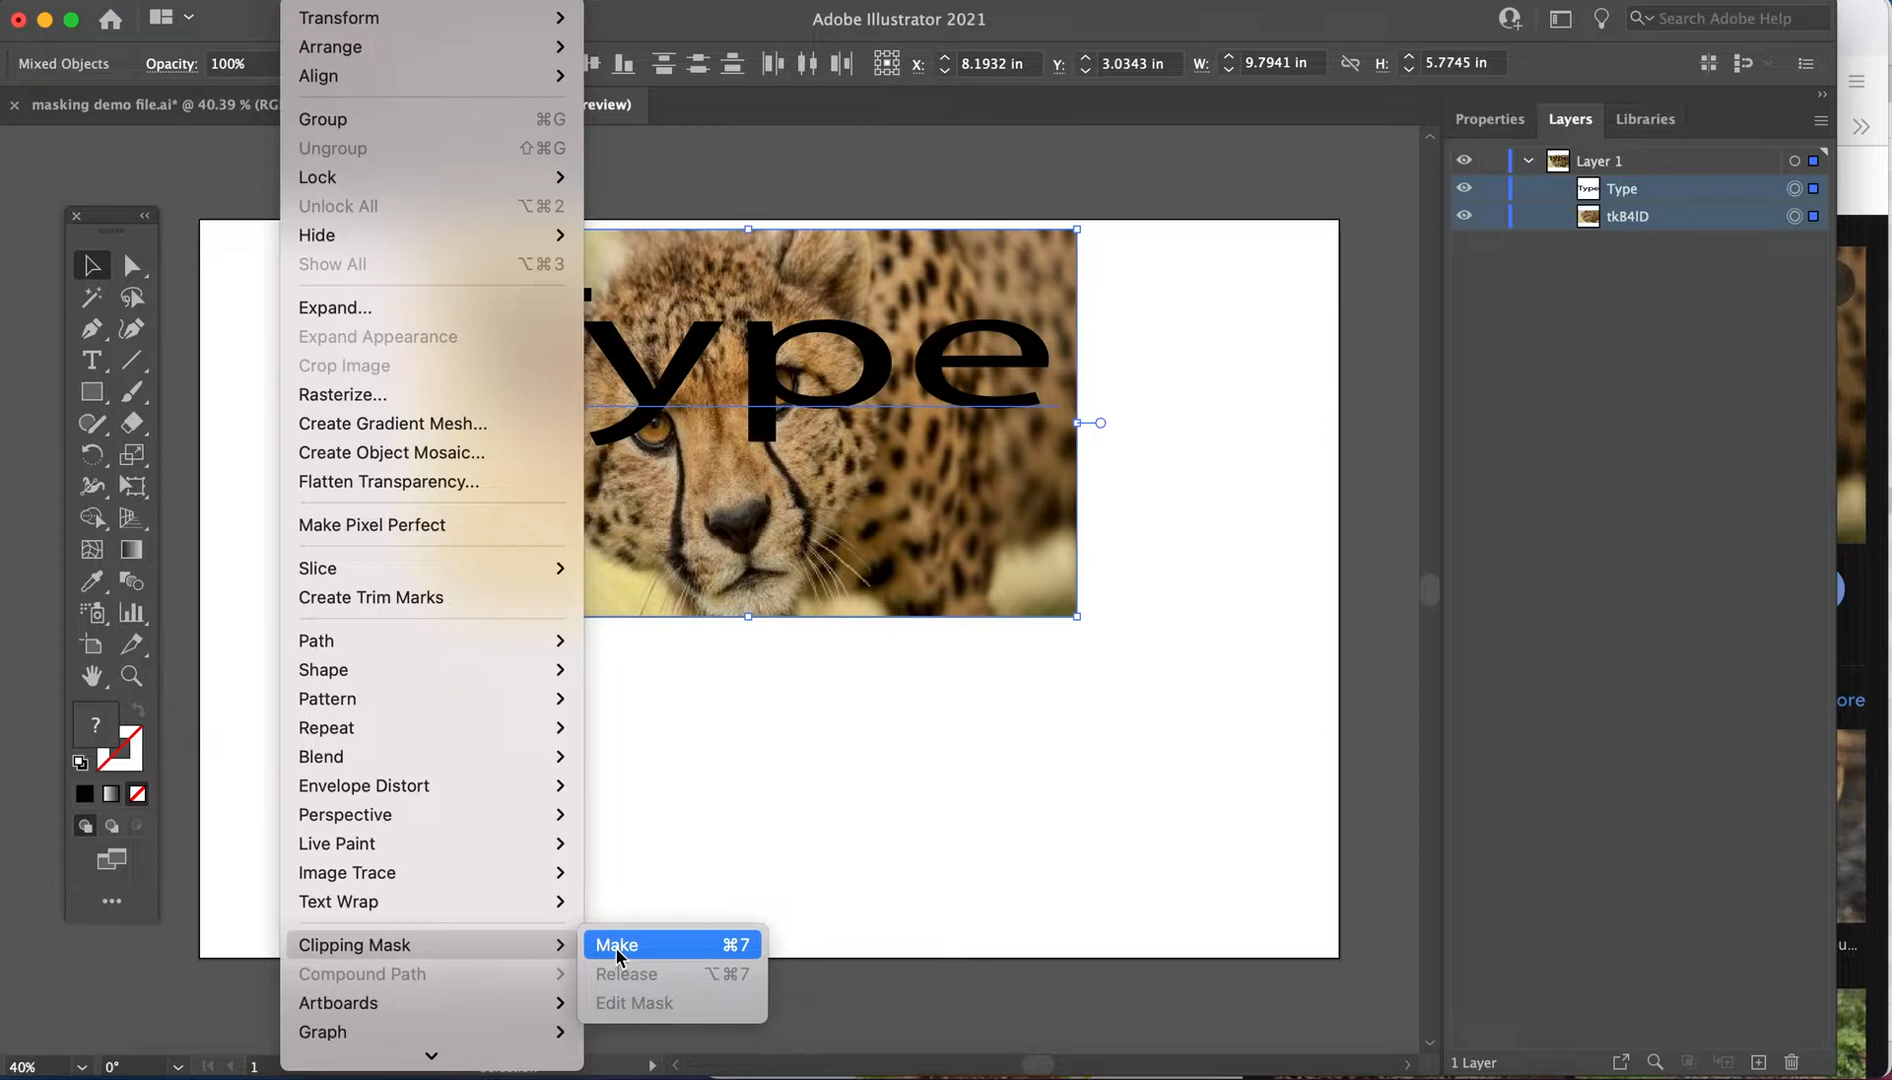 Adobe Illustrator 2021
Search Adobe Help
Mixed Objects
Opacity: 100%
X: 8.1932 in
Y: 3.0343 in
W: 9.7941 in
H: 5.7745 in
masking demo file.ai* @ 40.39 % (RG
review)
Transform
Arrange
Align
Group ⌘G
Ungroup ⇧⌘G
Lock
Unlock All ⌥⌘2
Hide
Show All ⌥⌘3
Expand...
Expand Appearance
Crop Image
Rasterize...
Create Gradient Mesh...
Create Object Mosaic...
Flatten Transparency...
Make Pixel Perfect
Slice
Create Trim Marks
Path
Shape
Pattern
Repeat
Blend
Envelope Distort
Perspective
Live Paint
Image Trace
Text Wrap
Clipping Mask
Compound Path
Artboards
Graph
Make ⌘7
Release ⌥⌘7
Edit Mask
ype
Properties
Layers
Libraries
Layer 1
Type
Type
tkB4lD
?
ore
u...
40%
0°
1
1 Layer